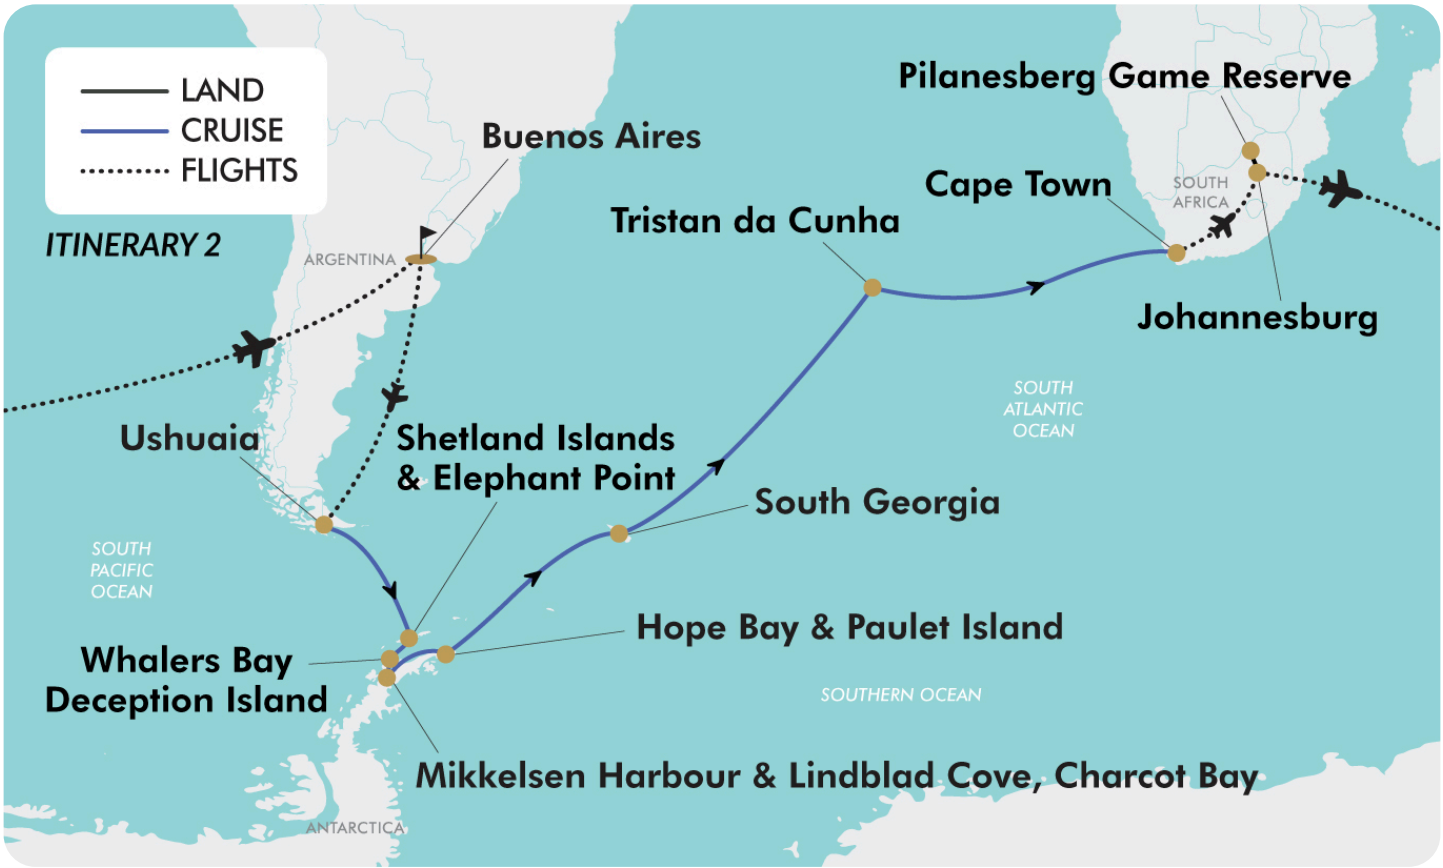 LAND
CRUISE
FLIGHTS
ITINERARY 2
Pilanesberg Game Reserve
Buenos Aires
Cape Town
SOUTH
AFRICA
Tristan da Cunha
ARGENTINA
Johannesburg
SOUTH
ATLANTIC
OCEAN
Ushuaia
Shetland Islands
& Elephant Point
South Georgia
SOUTH
PACIFIC
OCEAN
Hope Bay & Paulet Island
Whalers Bay
Deception Island
SOUTHERN OCEAN
Mikkelsen Harbour & Lindblad Cove, Charcot Bay
ANTARCTICA